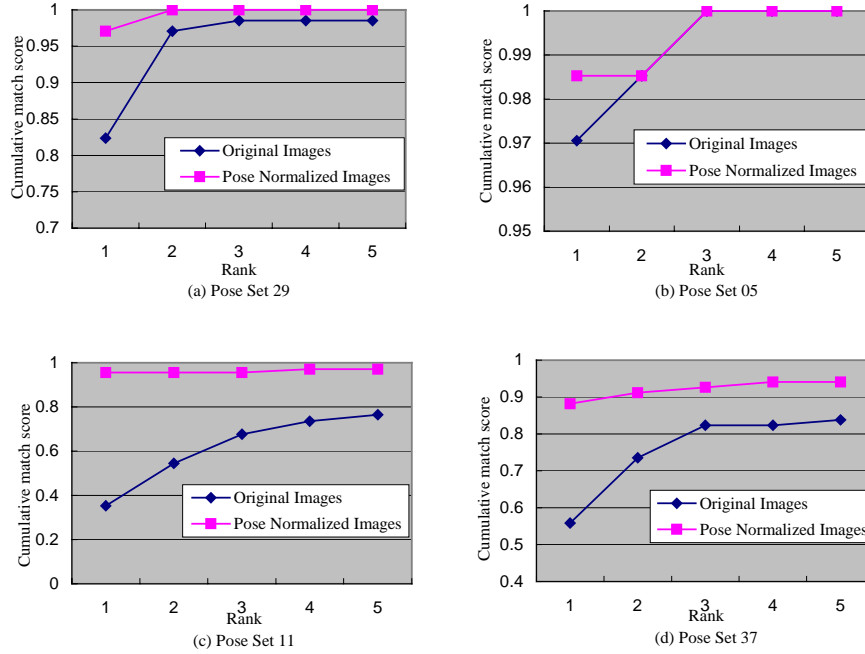 1
0.95
0.9
0.85
0.8
0.75
0.7
Cumulative match score
Original Images
Pose Normalized Images
1 2 3 4 5
Rank
(a) Pose Set 29
1
0.99
0.98
0.97
0.96
0.95
Cumulative match score
Original Images
Pose Normalized Images
1 2 3 4 5
Rank
(b) Pose Set 05
1
0.8
0.6
0.4
0.2
0
Cumulative match score
Original Images
Pose Normalized Images
1 2 3 4 5
Rank
(c) Pose Set 11
1
0.9
0.8
0.7
0.6
0.5
0.4
Cumulative match score
Original Images
Pose Normalized Images
1 2 3 4 5
Rank
(d) Pose Set 37